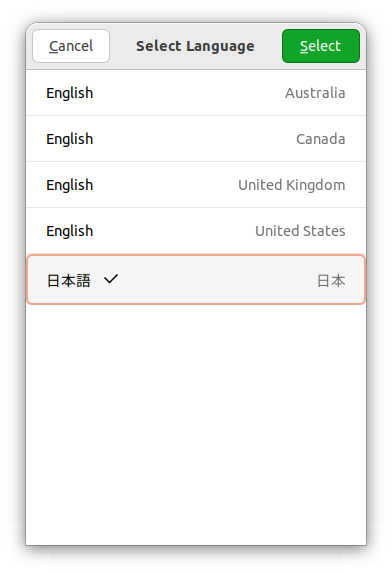 Cancel Select Language Select
English Australia
English Canada
English United Kingdom
English United States
日本語 日本